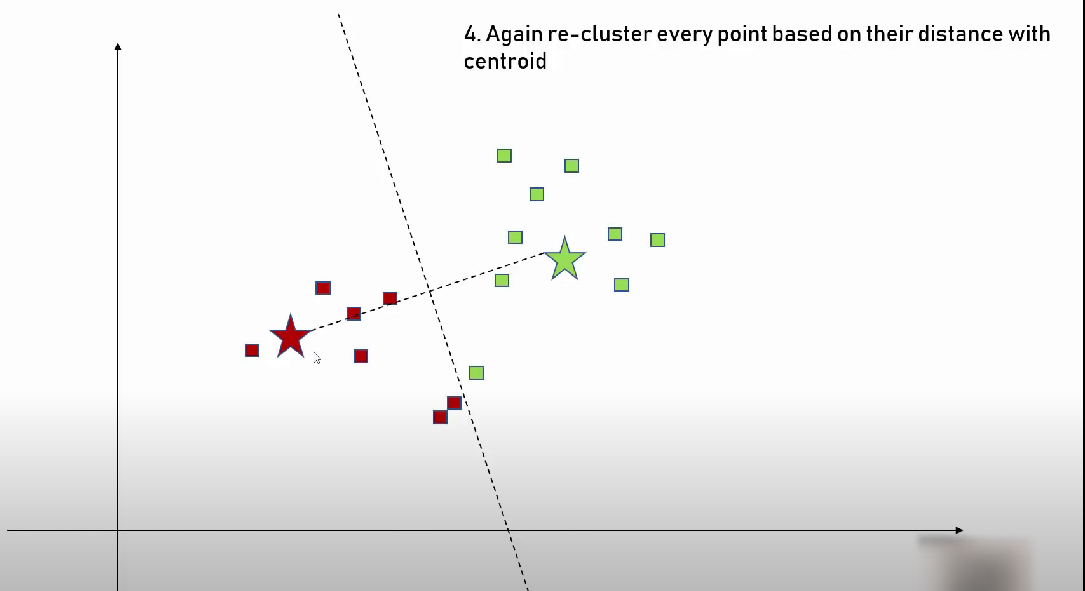 4. Again re-cluster every point based on their distance with
centroid